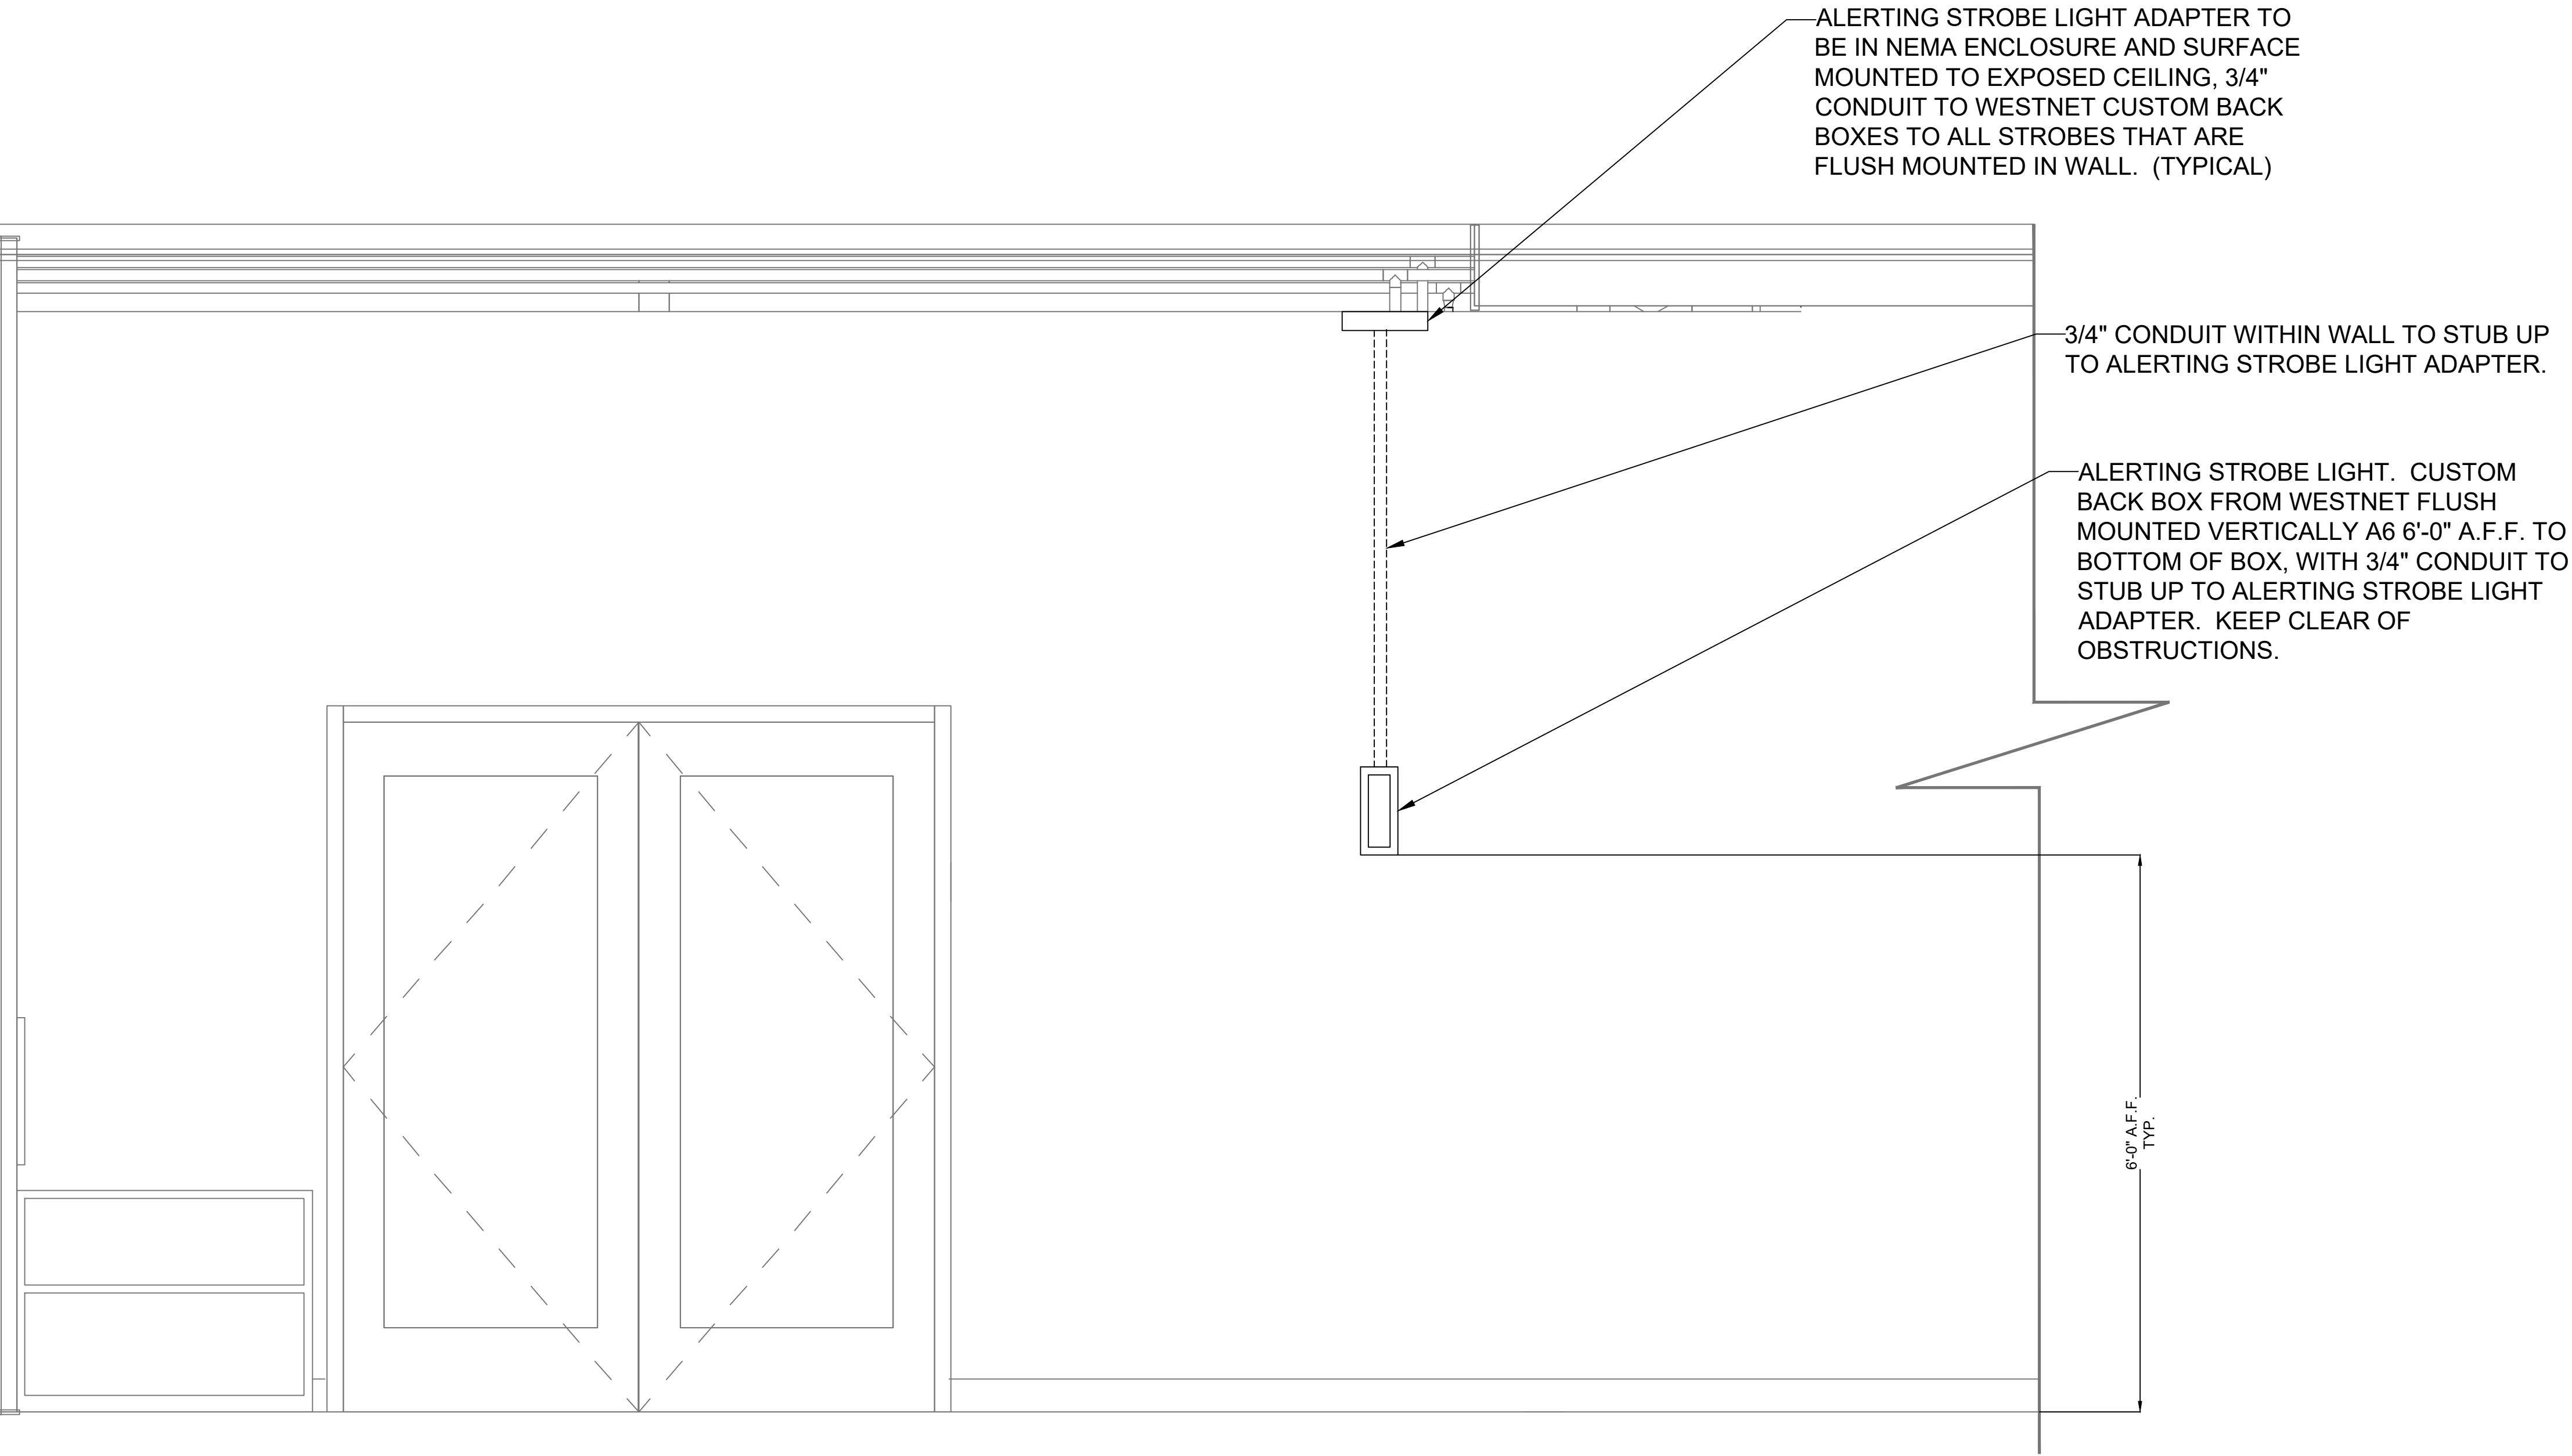 ALERTING STROBE LIGHT ADAPTER TO
BE IN NEMA ENCLOSURE AND SURFACE
MOUNTED TO EXPOSED CEILING, 3/4"
CONDUIT TO WESTNET CUSTOM BACK
BOXES TO ALL STROBES THAT ARE
FLUSH MOUNTED IN WALL.  (TYPICAL)
3/4" CONDUIT WITHIN WALL TO STUB UP
TO ALERTING STROBE LIGHT ADAPTER.
ALERTING STROBE LIGHT.  CUSTOM
BACK BOX FROM WESTNET FLUSH
MOUNTED VERTICALLY A6 6'-0" A.F.F. TO
BOTTOM OF BOX, WITH 3/4" CONDUIT TO
STUB UP TO ALERTING STROBE LIGHT
ADAPTER.  KEEP CLEAR OF
OBSTRUCTIONS.
6'-0" A.F.F.
TYP.